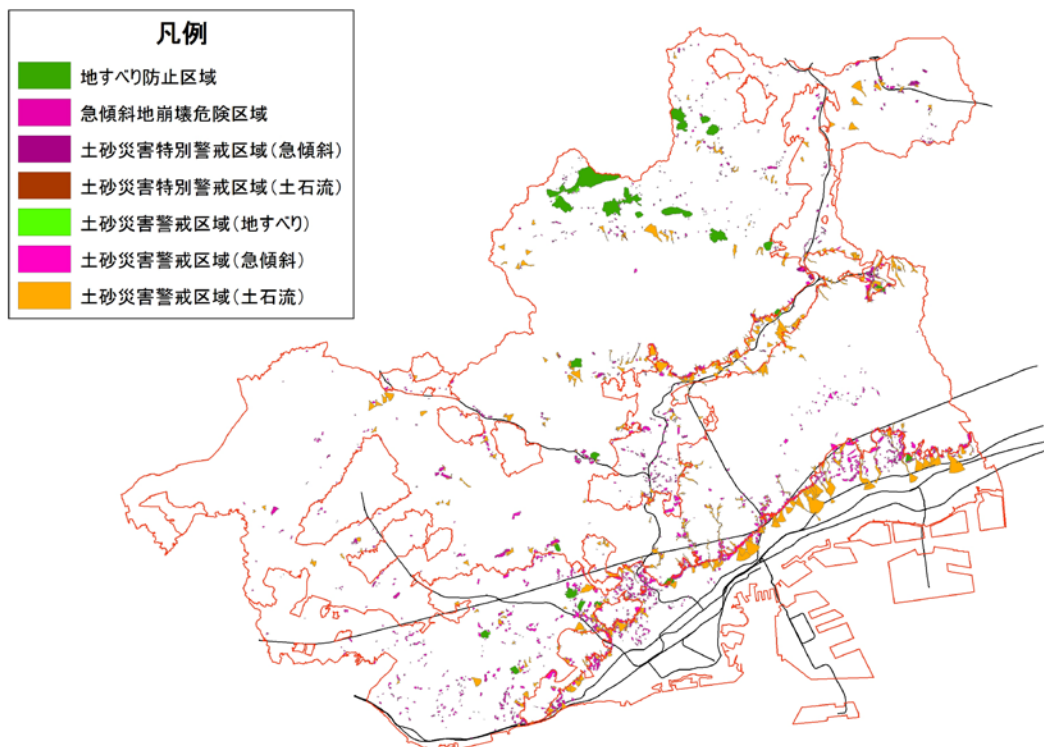 凡例
地すべり防止区域
急傾斜地崩壊危険区域
土砂災害特別警戒区域(急傾斜)
土砂災害特別警戒区域(土石流)
土砂災害警戒区域(地すべり)
土砂災害警戒区域(急傾斜)
土砂災害警戒区域(土石流)